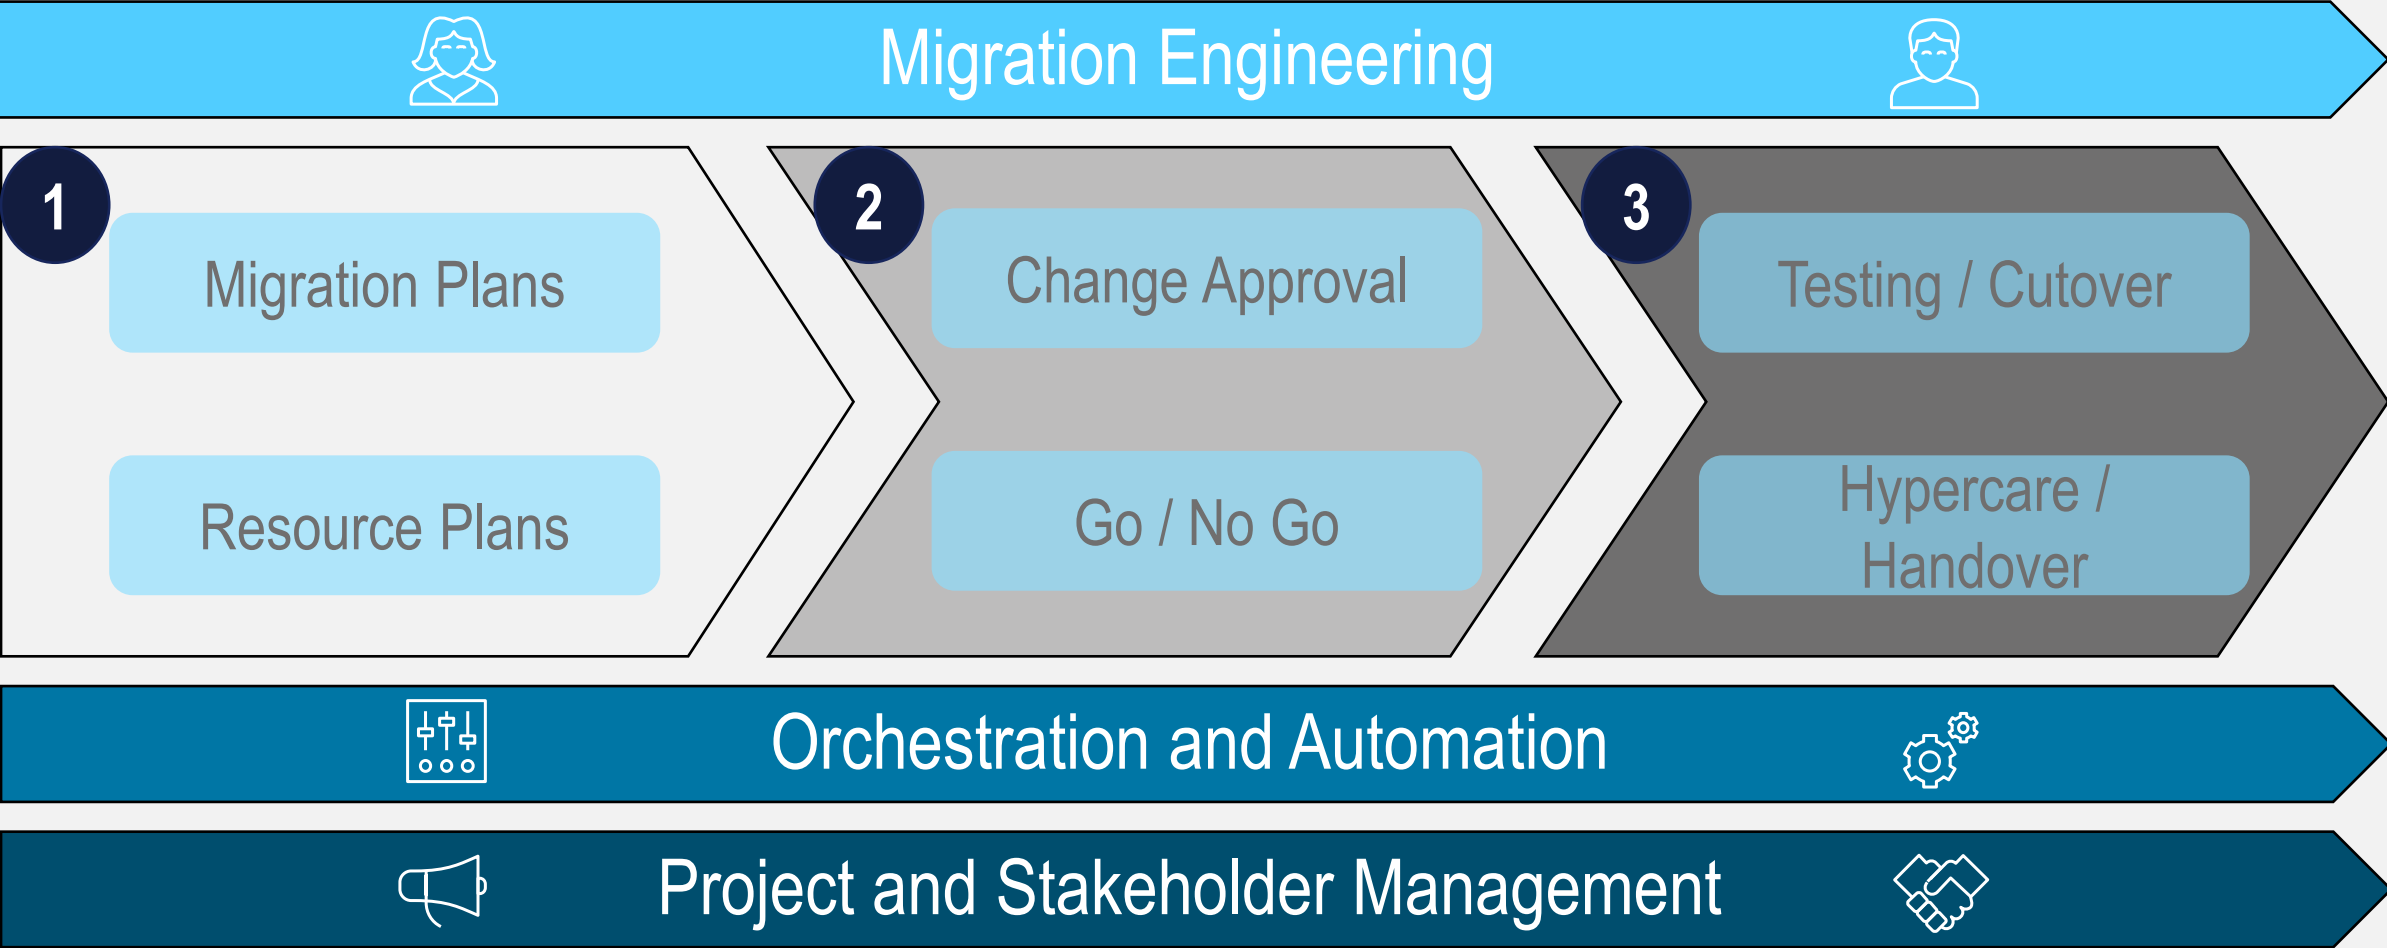 Migration Engineering
1
Migration Plans
Resource Plans
2
Change Approval
Go / No Go
3
Testing / Cutover
Hypercare /
Handover
Orchestration and Automation
Project and Stakeholder Management